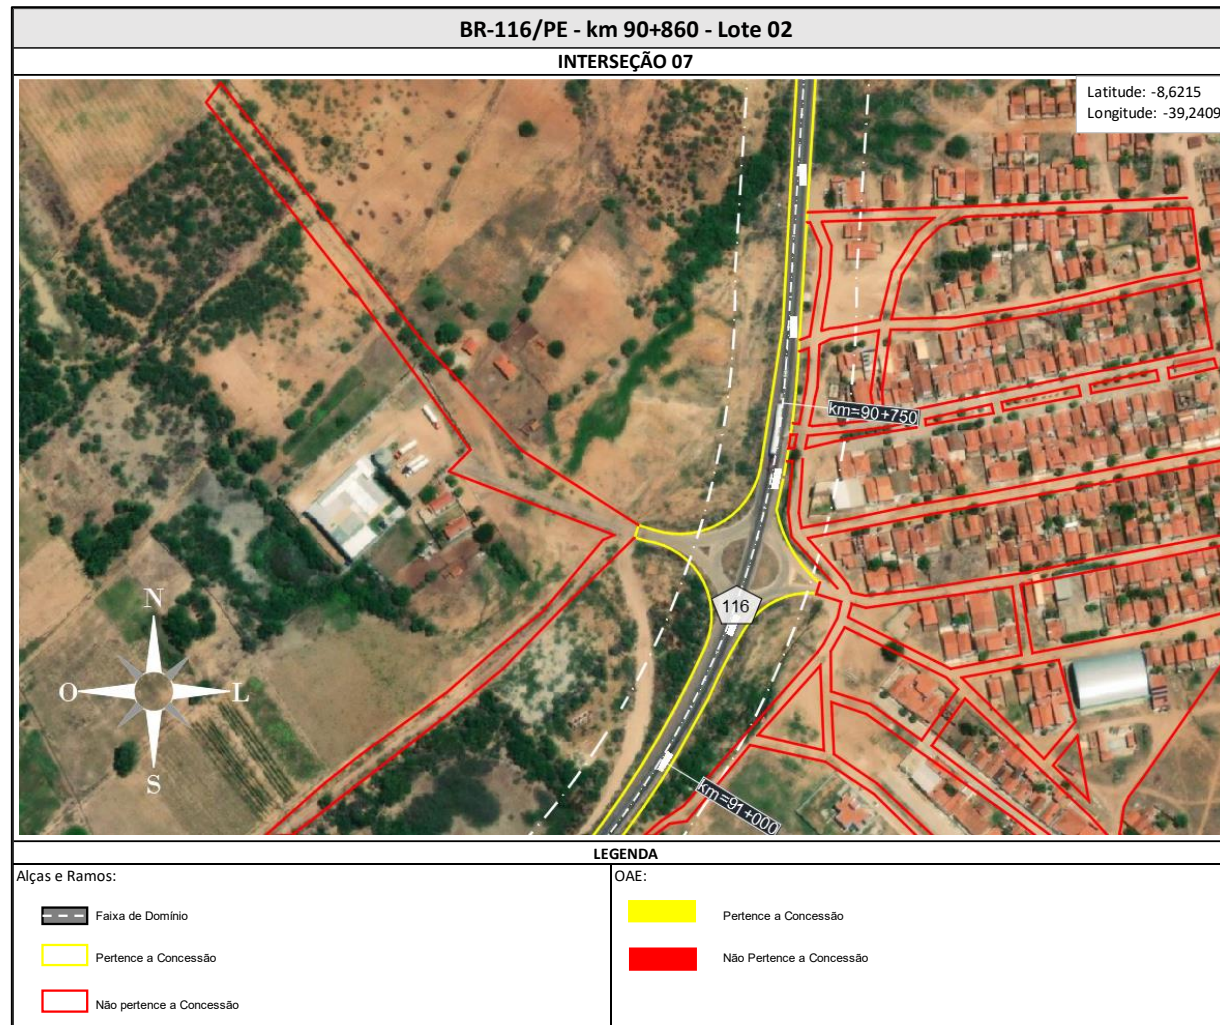 BR-116/PE - km 90+860 - Lote 02
INTERSEÇÃO 07
Latitude: -8,6215
Longitude: -39,2409
km=90+750
116
km=91+000
N
O
L
S
LEGENDA
Alças e Ramos:
Faixa de Domínio
Pertence a Concessão
Não pertence a Concessão
OAE:
Pertence a Concessão
Não Pertence a Concessão